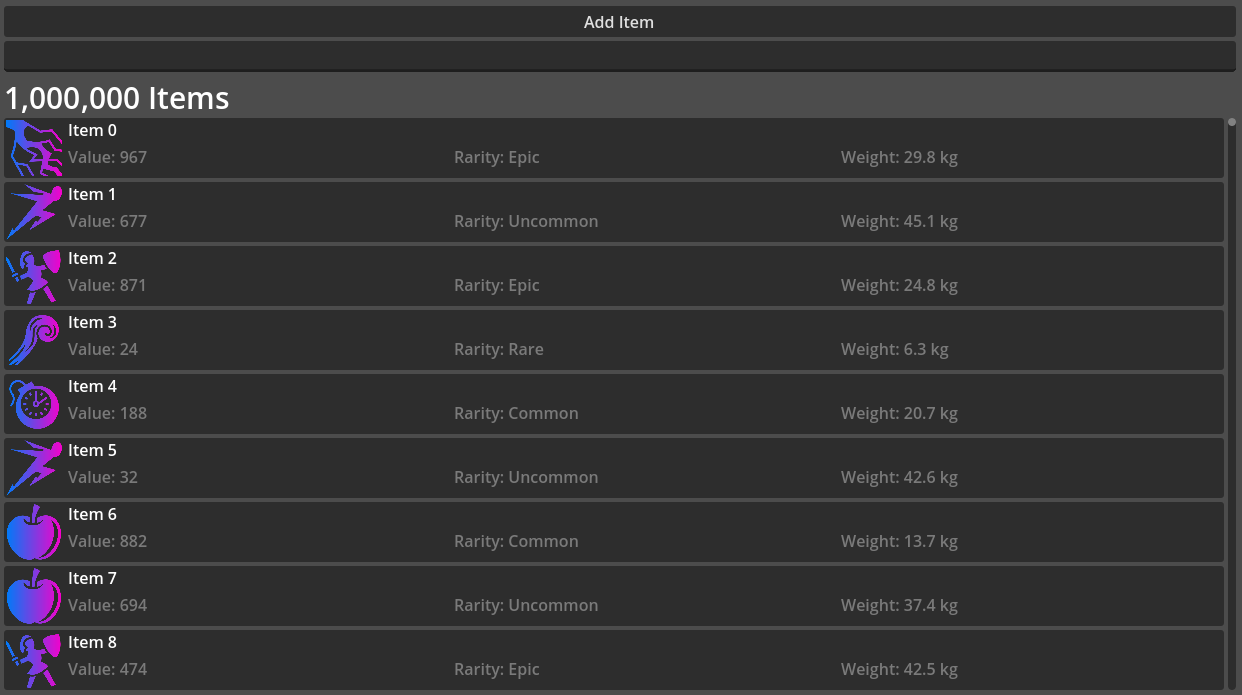 Add Item
1,000,000 Items
Item 0
Value: 967 Rarity: Epic Weight: 29.8 kg
Item 1
Value: 677 Rarity: Uncommon Weight: 45.1 kg
Item 2
Value: 871 Rarity: Epic Weight: 24.8 kg
Item 3
Value: 24 Rarity: Rare Weight: 6.3 kg
Item 4
Value: 188 Rarity: Common Weight: 20.7 kg
Item 5
Value: 32 Rarity: Uncommon Weight: 42.6 kg
Item 6
Value: 882 Rarity: Common Weight: 13.7 kg
Item 7
Value: 694 Rarity: Uncommon Weight: 37.4 kg
Item 8
Value: 474 Rarity: Epic Weight: 42.5 kg